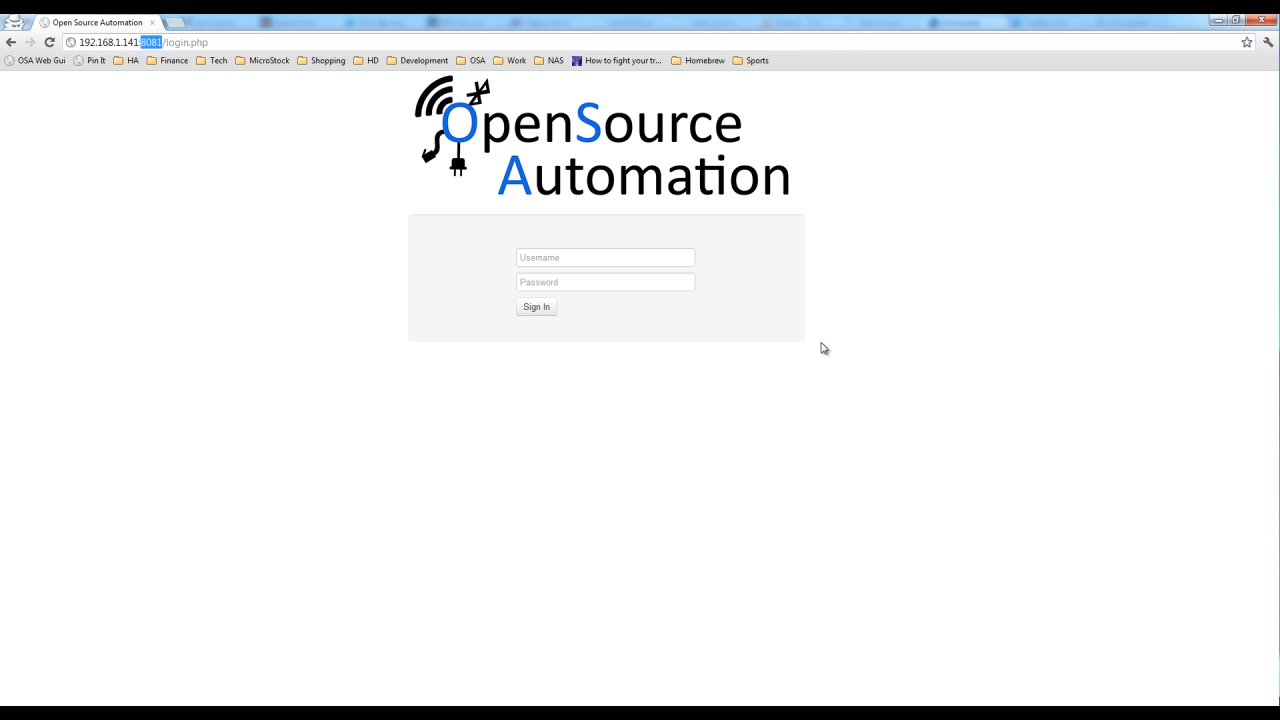 Open Source Automation
192.168.1.141:8081/login.php
OSA Web Gui Pin It HA Finance Tech MicroStock Shopping HD Development OSA Work NAS How to fight your tr... Homebrew Sports
OpenSource
Automation
Username
Password
Sign In